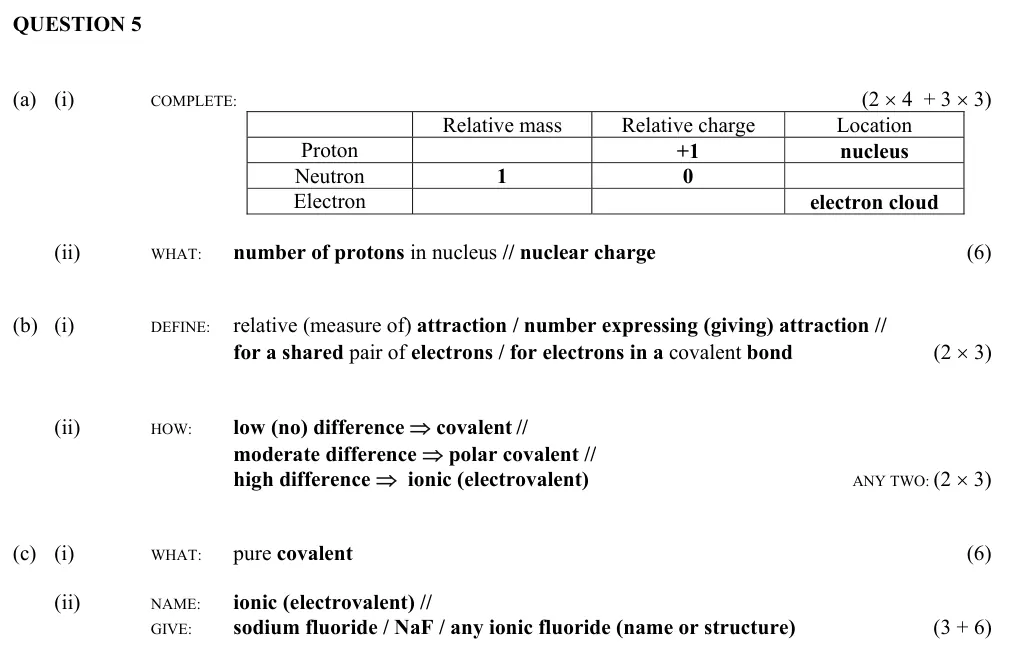 QUESTION 5
(a) (i) COMPLETE: (2 × 4 + 3 × 3)
Relative mass Relative charge Location
Proton +1 nucleus
Neutron 1 0
Electron electron cloud
(ii) WHAT: number of protons in nucleus // nuclear charge (6)
(b) (i) DEFINE: relative (measure of) attraction / number expressing (giving) attraction //
for a shared pair of electrons / for electrons in a covalent bond (2 × 3)
(ii) HOW: low (no) difference ⇒ covalent //
moderate difference ⇒ polar covalent //
high difference ⇒ ionic (electrovalent) ANY TWO: (2 × 3)
(c) (i) WHAT: pure covalent (6)
(ii) NAME: ionic (electrovalent) //
GIVE: sodium fluoride / NaF / any ionic fluoride (name or structure) (3 + 6)